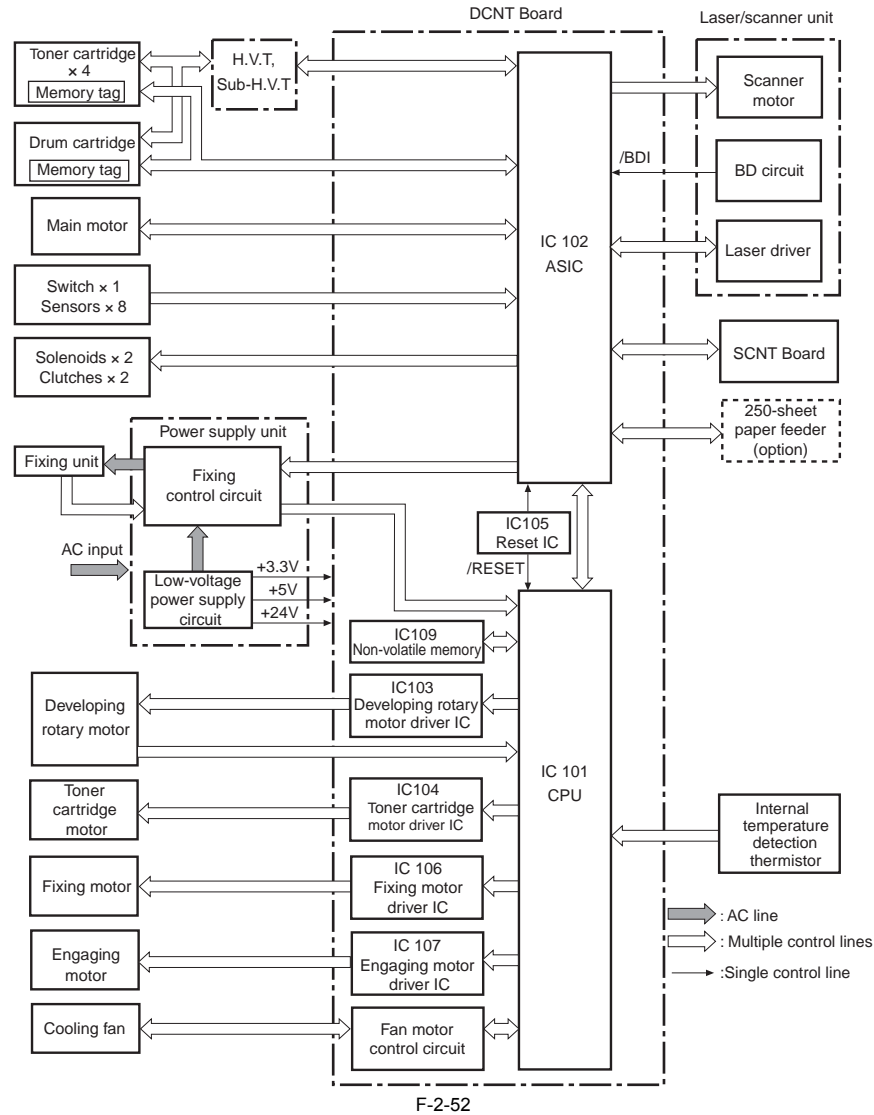 DCNT Board
Laser/scanner unit
Toner cartridge
× 4
Memory tag
H.V.T,
Sub-H.V.T
Scanner
motor
Drum cartridge
Memory tag
/BDI
BD circuit
Main motor
IC 102
ASIC
Laser driver
Switch × 1
Sensors × 8
Solenoids × 2
Clutches × 2
SCNT Board
250-sheet
paper feeder
(option)
Power supply unit
Fixing unit
Fixing
control circuit
IC105
Reset IC
AC input
/RESET
Low-voltage
power supply
circuit
+3.3V
+5V
+24V
IC109
Non-volatile memory
IC103
Developing rotary
motor driver IC
Developing
rotary motor
IC 101
CPU
Toner
cartridge
motor
IC104
Toner cartridge
motor driver IC
Internal
temperature
detection
thermistor
Fixing motor
IC 106
Fixing motor
driver IC
: AC line
: Multiple control lines
:Single control line
Engaging
motor
IC 107
Engaging motor
driver IC
Cooling fan
Fan motor
control circuit
F-2-52